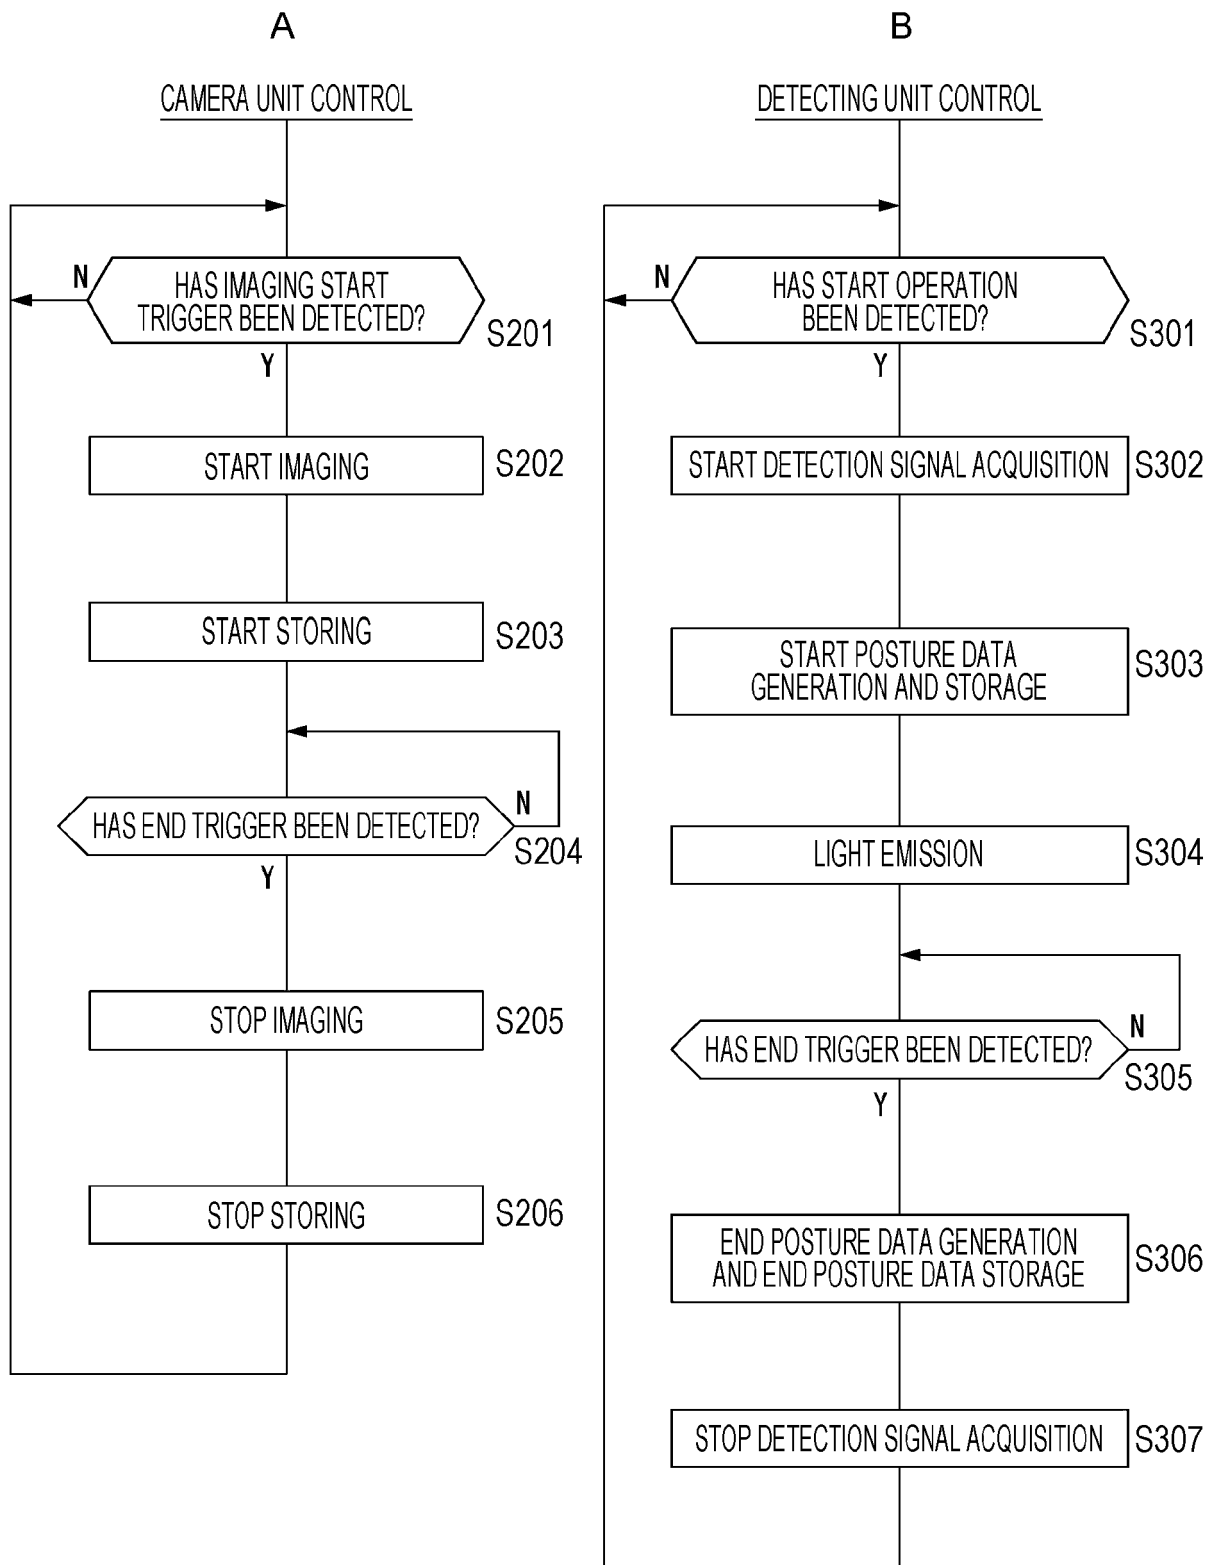 A
CAMERA UNIT CONTROL
N
HAS IMAGING START
TRIGGER BEEN DETECTED?
S201
Y
START IMAGING
S202
START STORING
S203
HAS END TRIGGER BEEN DETECTED?
N
S204
Y
STOP IMAGING
S205
STOP STORING
S206
B
DETECTING UNIT CONTROL
N
HAS START OPERATION
BEEN DETECTED?
S301
Y
START DETECTION SIGNAL ACQUISITION
S302
START POSTURE DATA
GENERATION AND STORAGE
S303
LIGHT EMISSION
S304
HAS END TRIGGER BEEN DETECTED?
N
S305
Y
END POSTURE DATA GENERATION
AND END POSTURE DATA STORAGE
S306
STOP DETECTION SIGNAL ACQUISITION
S307